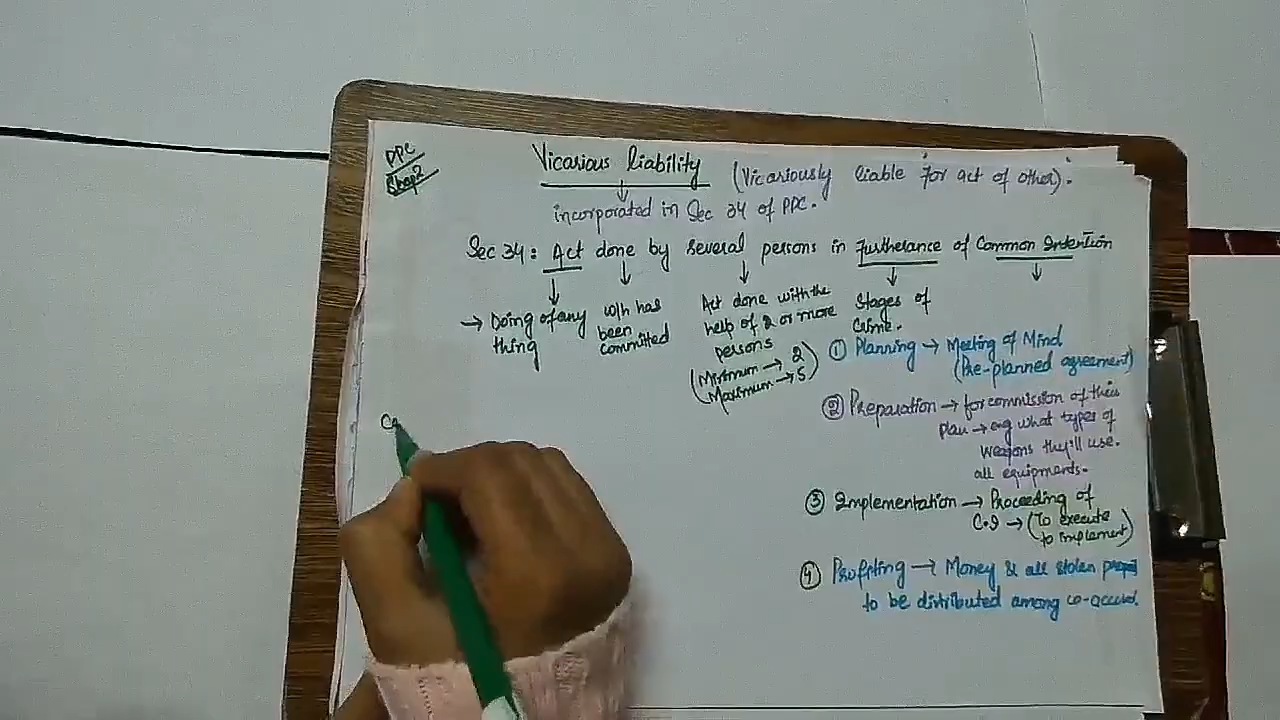 PPC
Vicarious liability (Vicariously liable for act of other).
incorporated in Sec 34 of PPC.
Sec 34: Act done by several persons in furtherance of Common Intention
→ Doing of any thing
w/h has been committed
Act done with the help of 2 or more persons
(Minimum → 2
Maximum → 5)
Stages of Crime.
① Planning → Meeting of Mind
(Pre-planned agreement)
② Preparation → for commission of their
plan → eng what types of
weapons they'll use.
all equipments.
③ Implementation → Proceeding of
C.I → (To execute
to implement)
④ Profiting → Money & all stolen
to be distributed among co-accused.